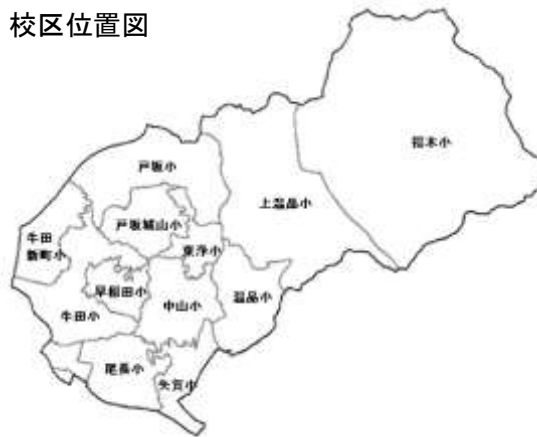 校区位置図
福木小
戸坂小
上温品小
戸坂城山小
牛田
新町小
東浄小
早稲田小
温品小
中山小
牛田小
尾長小
矢賀小